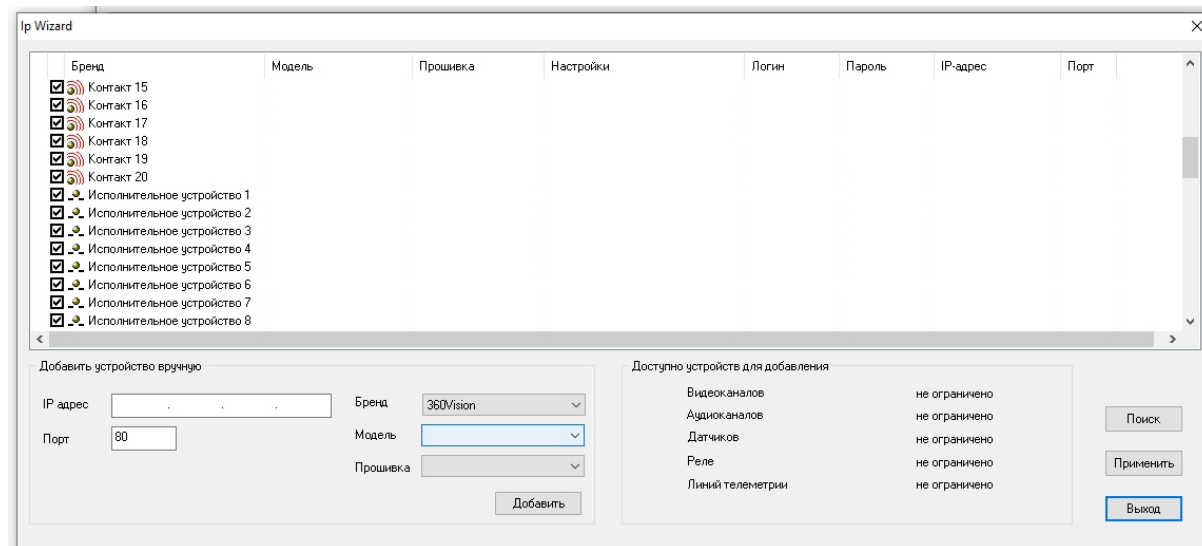 Ip Wizard
Бренд Модель Прошивка Настройки Логин Пароль IP-адрес Порт
Контакт 15
Контакт 16
Контакт 17
Контакт 18
Контакт 19
Контакт 20
Исполнительное устройство 1
Исполнительное устройство 2
Исполнительное устройство 3
Исполнительное устройство 4
Исполнительное устройство 5
Исполнительное устройство 6
Исполнительное устройство 7
Исполнительное устройство 8
Добавить устройство вручную
IP адрес . . .
Порт 80
Бренд 360Vision
Модель
Прошивка
Добавить
Доступно устройств для добавления
Видеоканалов не ограничено
Аудиоканалов не ограничено
Датчиков не ограничено
Реле не ограничено
Линий телеметрии не ограничено
Поиск
Применить
Выход